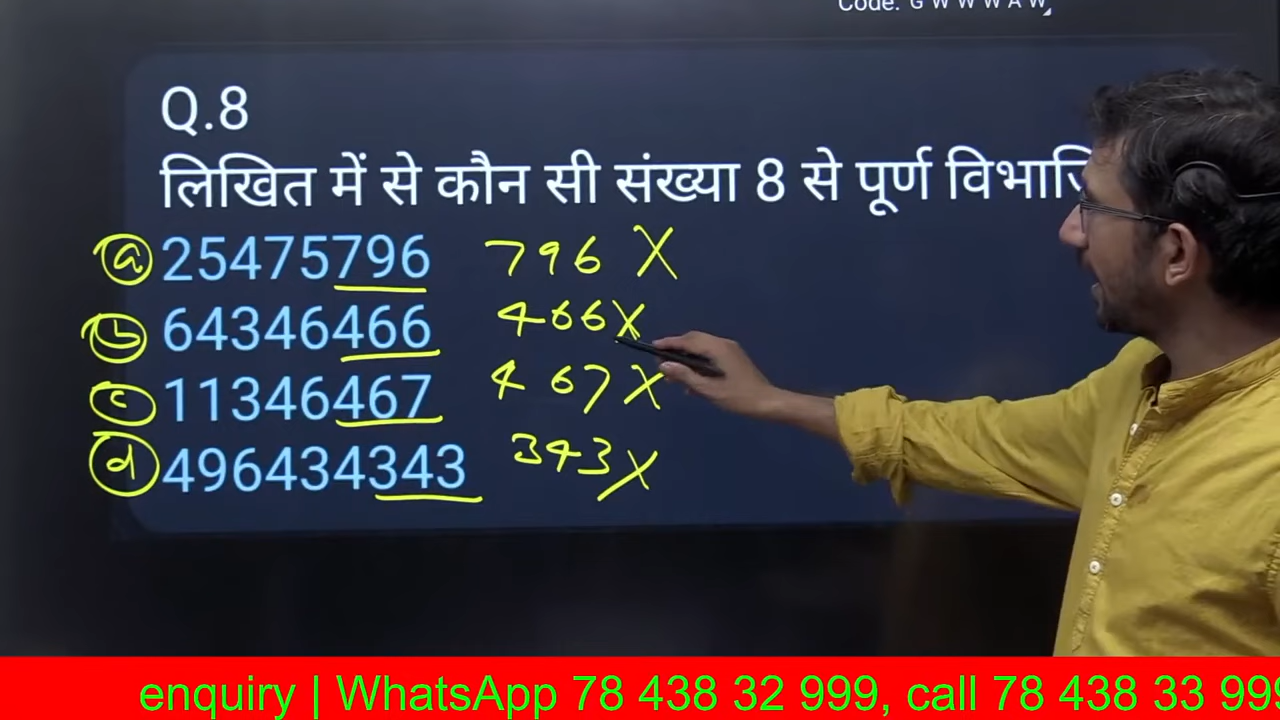 Code: G W W W A W
Q.8
लिखित में से कौन सी संख्या 8 से पूर्ण
a 25475796 796 X
b 64346466 466 X
c 11346467 467 X
d 496434343 343 X
enquiry | WhatsApp 78 438 32 999, call 78 438 33 999